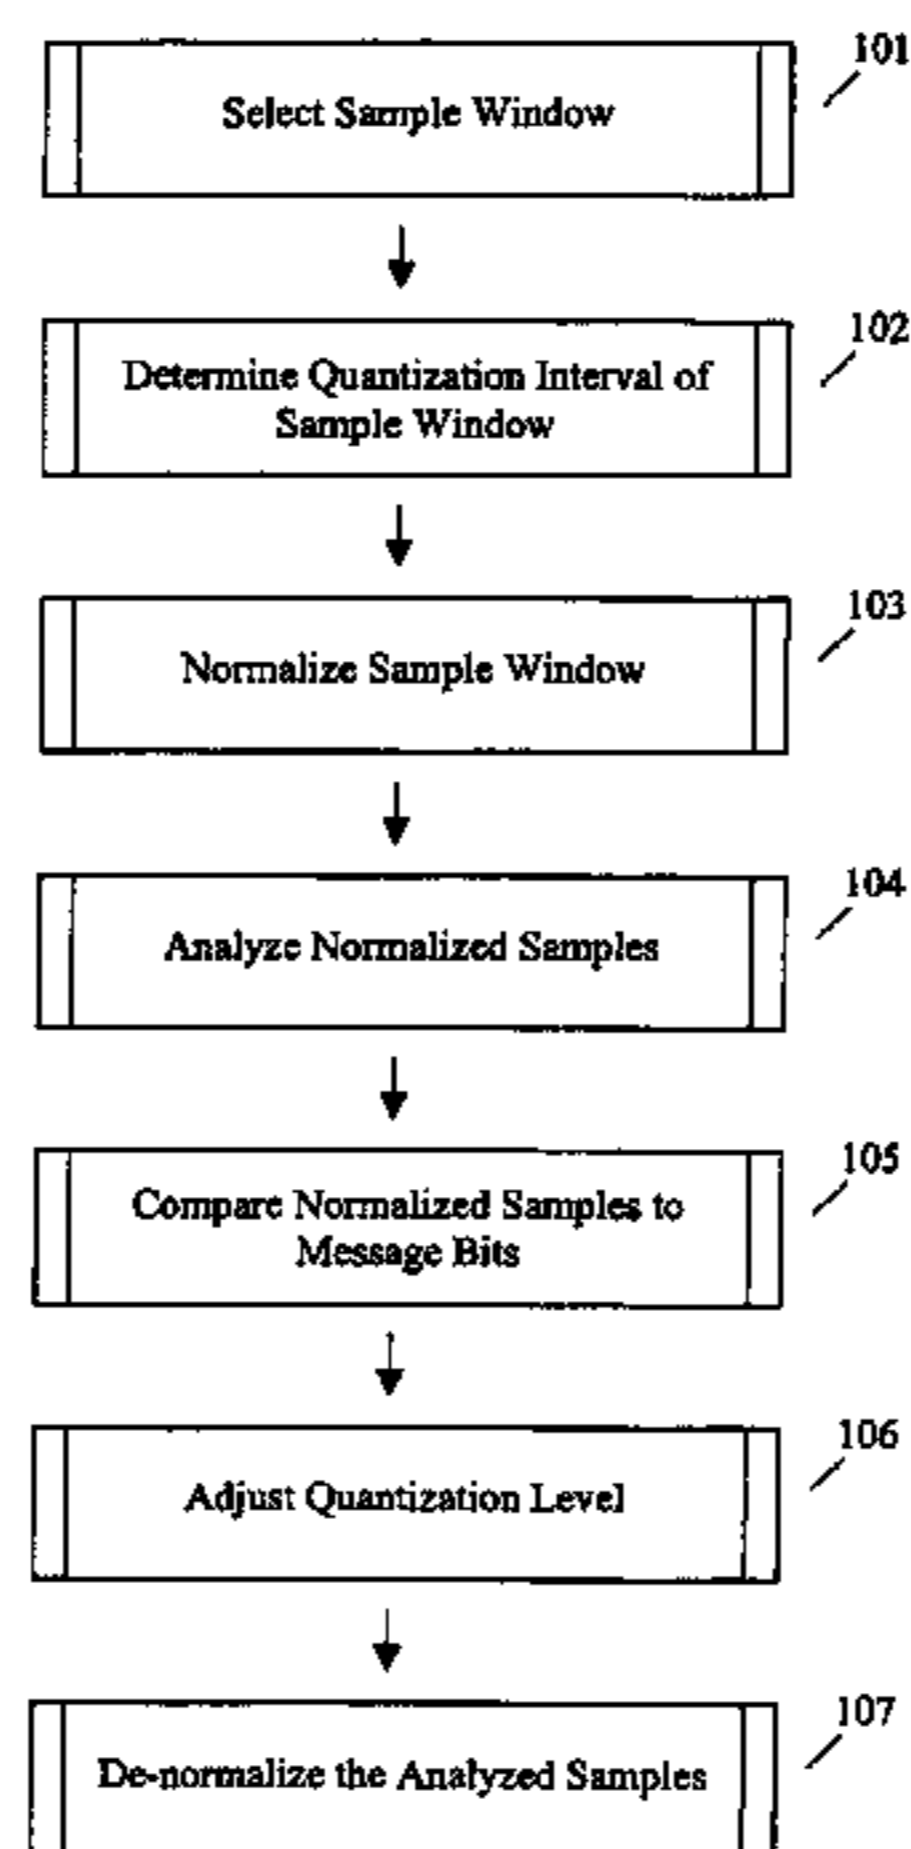 101
Select Sample Window
102
Determine Quantization Interval of
Sample Window
103
Normalize Sample Window
104
Analyze Normalized Samples
105
Compare Normalized Samples to
Message Bits
106
Adjust Quantization Level
107
De-normalize the Analyzed Samples